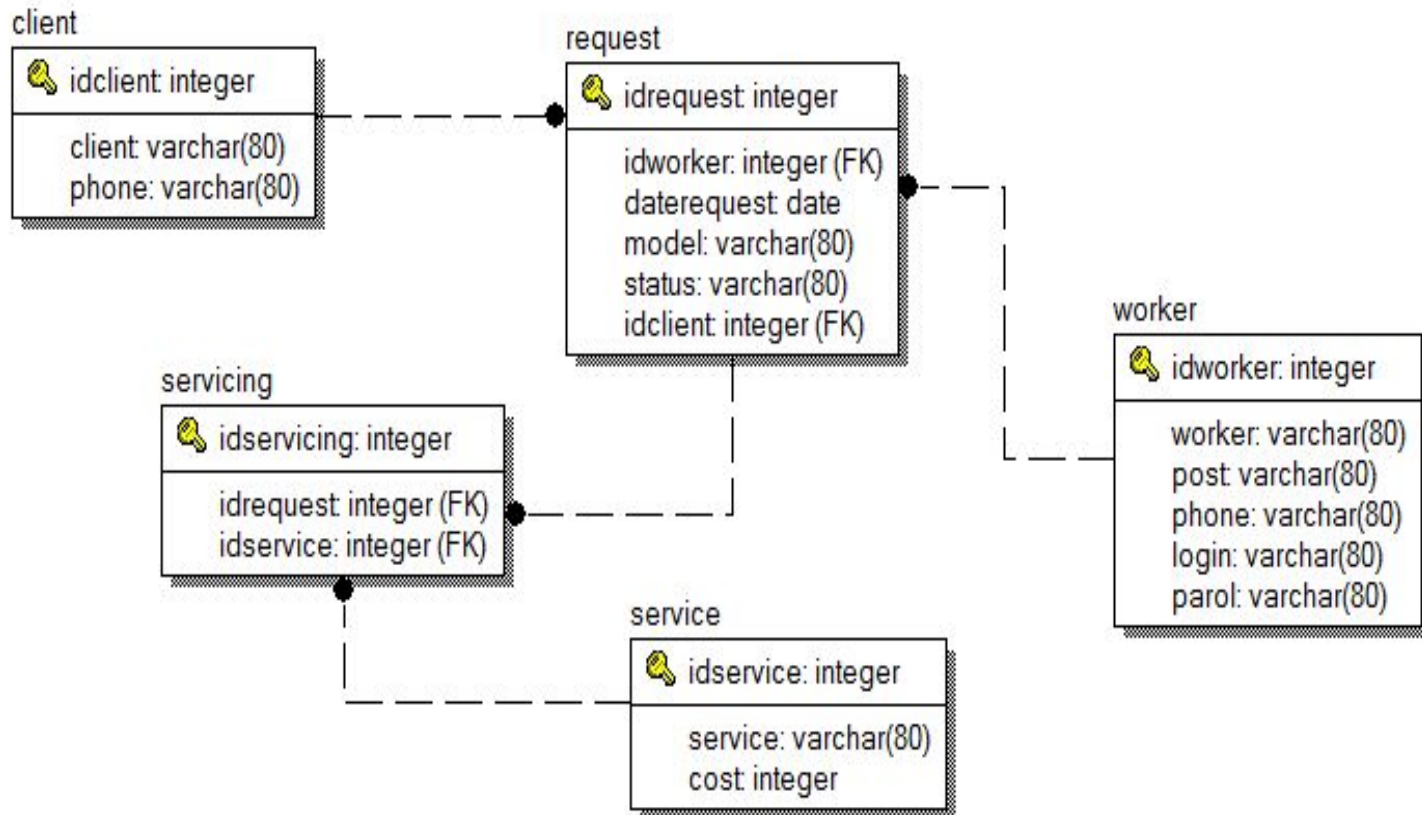 client
idclient: integer
client: varchar(80)
phone: varchar(80)
request
idrequest: integer
idworker: integer (FK)
daterequest: date
model: varchar(80)
status: varchar(80)
idclient: integer (FK)
worker
idworker: integer
worker: varchar(80)
post: varchar(80)
phone: varchar(80)
login: varchar(80)
parol: varchar(80)
servicing
idservicing: integer
idrequest: integer (FK)
idservice: integer (FK)
service
idservice: integer
service: varchar(80)
cost: integer